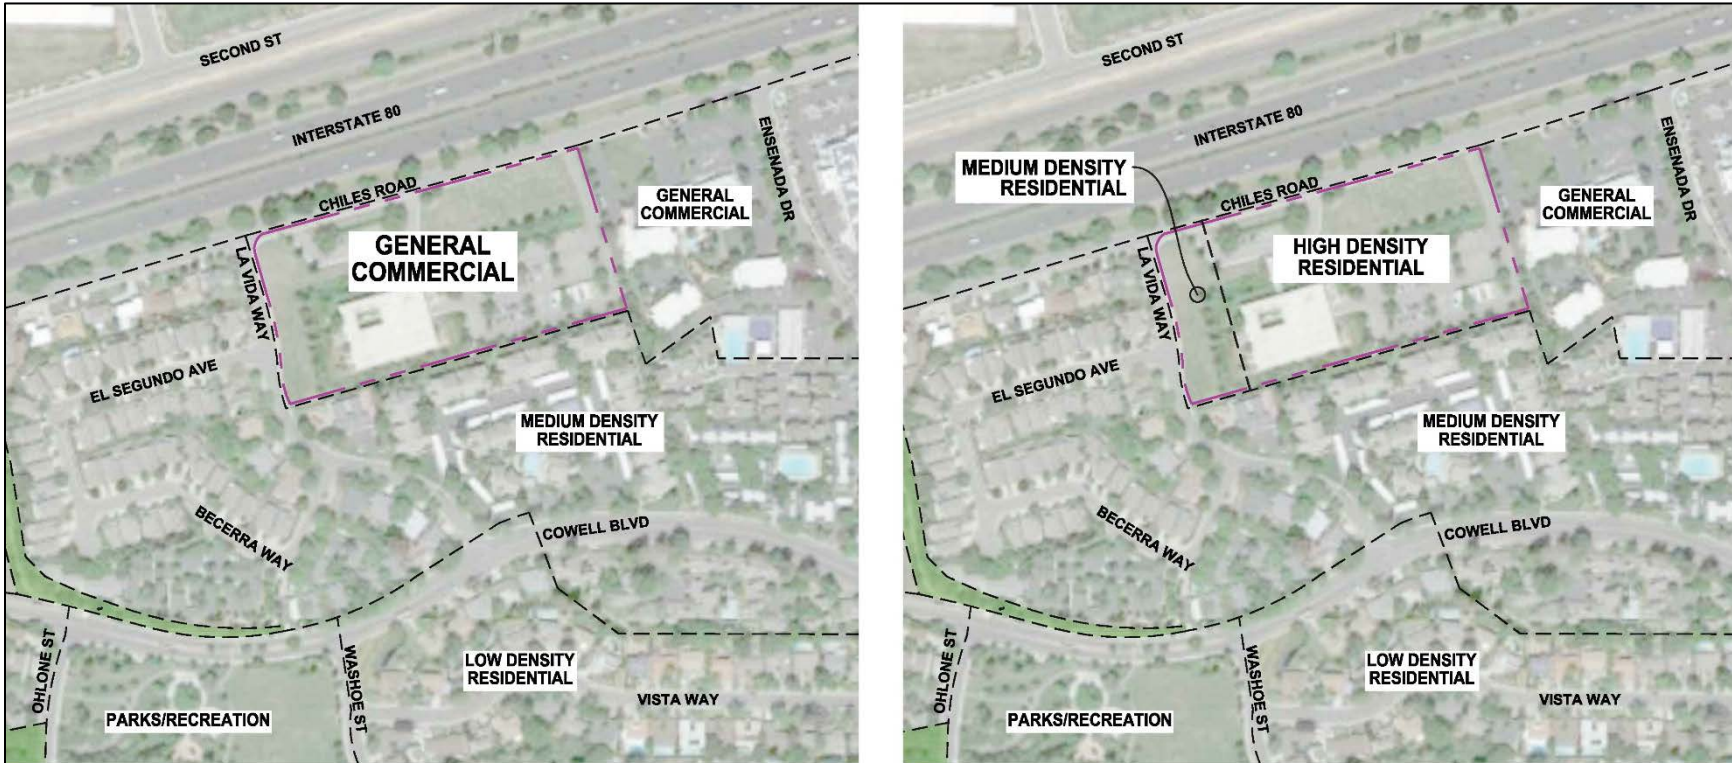 SECOND ST
INTERSTATE 80
ENSENADA DR
CHILES ROAD
GENERAL
COMMERCIAL
GENERAL
COMMERCIAL
LA VIDA WAY
EL SEGUNDO AVE
MEDIUM DENSITY
RESIDENTIAL
BECERRA WAY
COWELL BLVD
OHLONE ST
WASHOE ST
LOW DENSITY
RESIDENTIAL
VISTA WAY
PARKS/RECREATION
SECOND ST
INTERSTATE 80
ENSENADA DR
MEDIUM DENSITY
RESIDENTIAL
CHILES ROAD
GENERAL
COMMERCIAL
HIGH DENSITY
RESIDENTIAL
LA VIDA WAY
EL SEGUNDO AVE
MEDIUM DENSITY
RESIDENTIAL
BECERRA WAY
COWELL BLVD
OHLONE ST
WASHOE ST
LOW DENSITY
RESIDENTIAL
VISTA WAY
PARKS/RECREATION